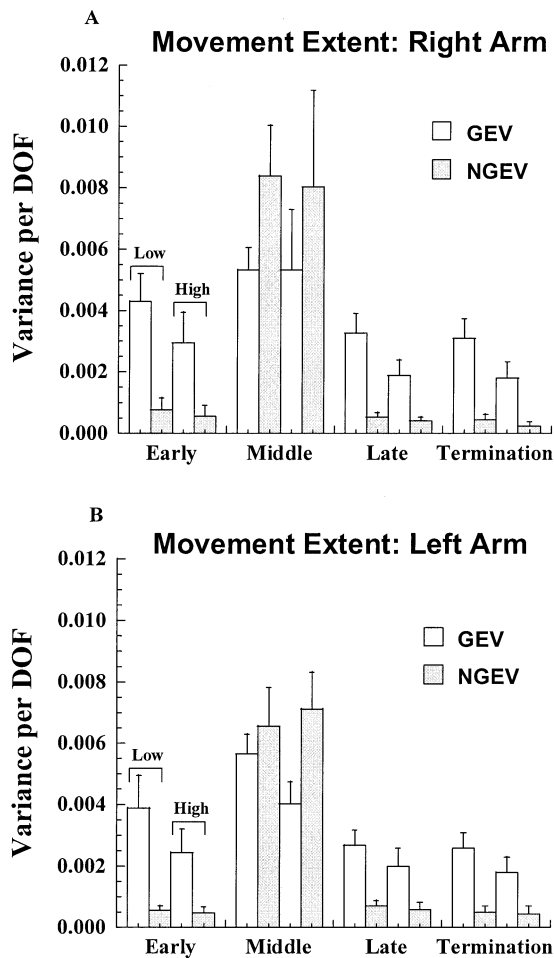 A
Movement Extent: Right Arm
Variance per DOF
0.012
0.010
0.008
0.006
0.004
0.002
0.000
GEV
NGEV
Low
High
Early Middle Late Termination
B
Movement Extent: Left Arm
Variance per DOF
0.012
0.010
0.008
0.006
0.004
0.002
0.000
GEV
NGEV
Low
High
Early Middle Late Termination